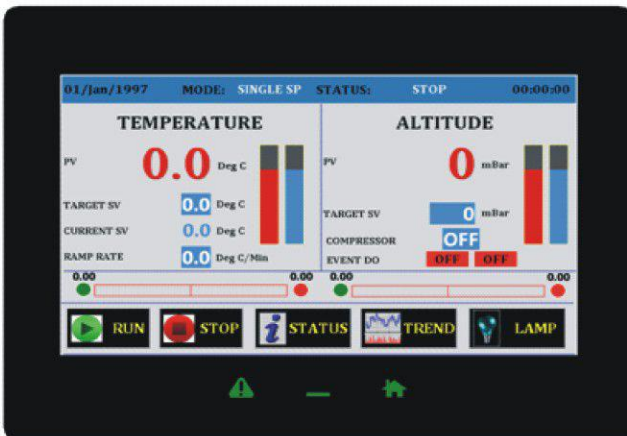 01/Jan/1997 MODE: SINGLE SP STATUS: STOP 00:00:00
TEMPERATURE
PV 0.0 Deg C
TARGET SV 0.0 Deg C
CURRENT SV 0.0 Deg C
RAMP RATE 0.0 Deg C/Min
ALTITUDE
PV 0 mBar
TARGET SV 0 mBar
COMPRESSOR OFF
EVENT DO OFF OFF
0.00 0.00 0.00 0.00
RUN STOP STATUS TREND LAMP